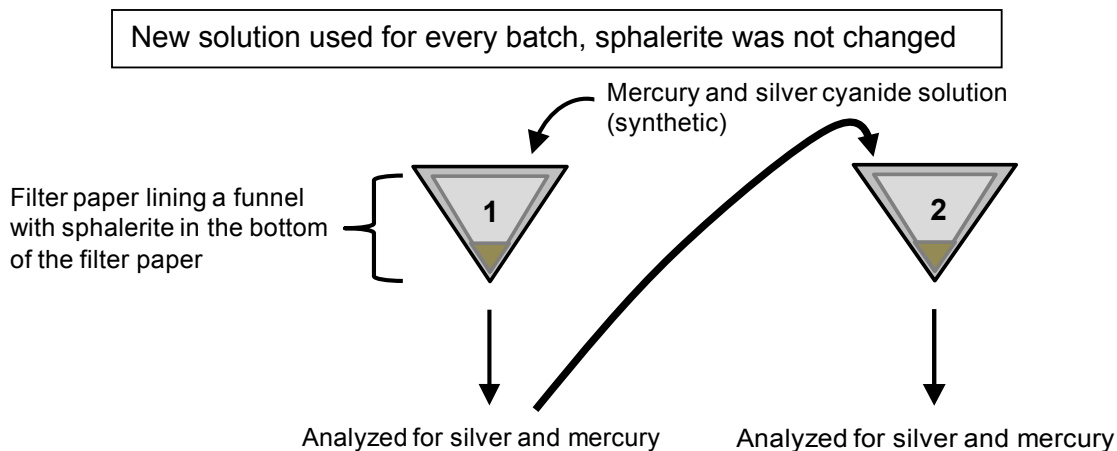 New solution used for every batch, sphalerite was not changed
Mercury and silver cyanide solution
(synthetic)
Filter paper lining a funnel
with sphalerite in the bottom
of the filter paper
1
2
Analyzed for silver and mercury
Analyzed for silver and mercury